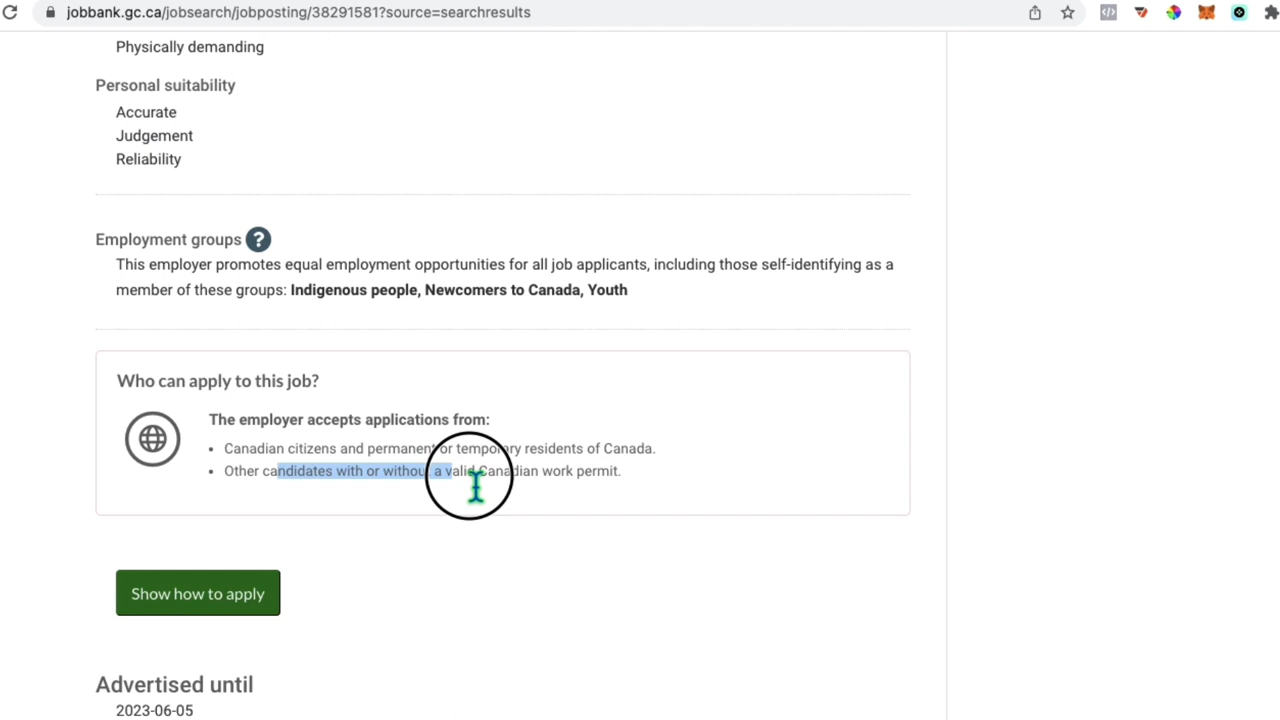 jobbank.gc.ca/jobsearch/jobposting/38291581?source=searchresults
Physically demanding
Personal suitability
Accurate
Judgement
Reliability
Employment groups ?
This employer promotes equal employment opportunities for all job applicants, including those self-identifying as a
member of these groups: Indigenous people, Newcomers to Canada, Youth
Who can apply to this job?
The employer accepts applications from:
• Canadian citizens and permanent or temporary residents of Canada.
• Other candidates with or without a valid Canadian work permit.
Show how to apply
Advertised until
2023-06-05